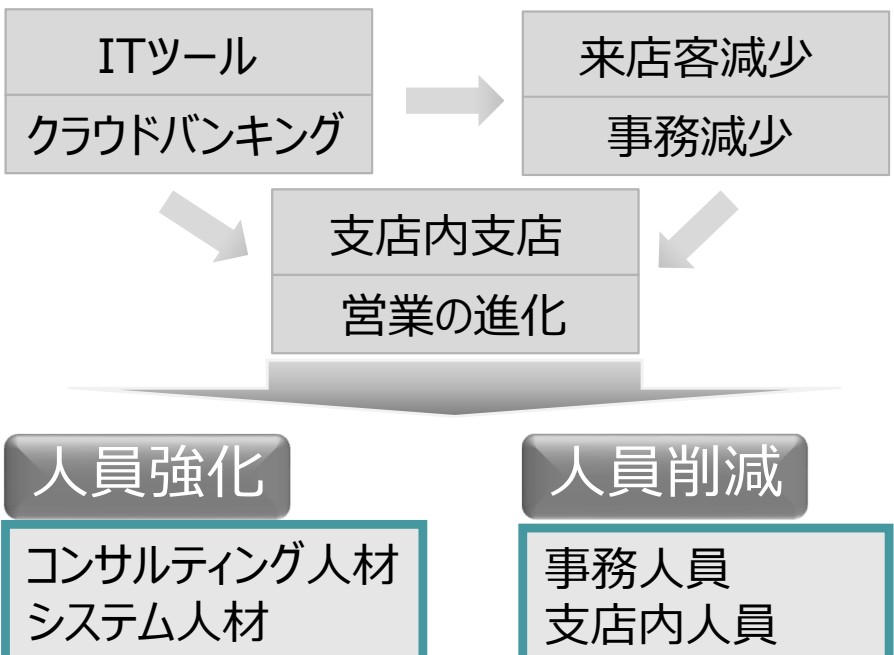 ITツール
クラウドバンキング
来店客減少
事務減少
支店内支店
営業の進化
人員強化
人員削減
コンサルティング人材
システム人材
事務人員
支店内人員